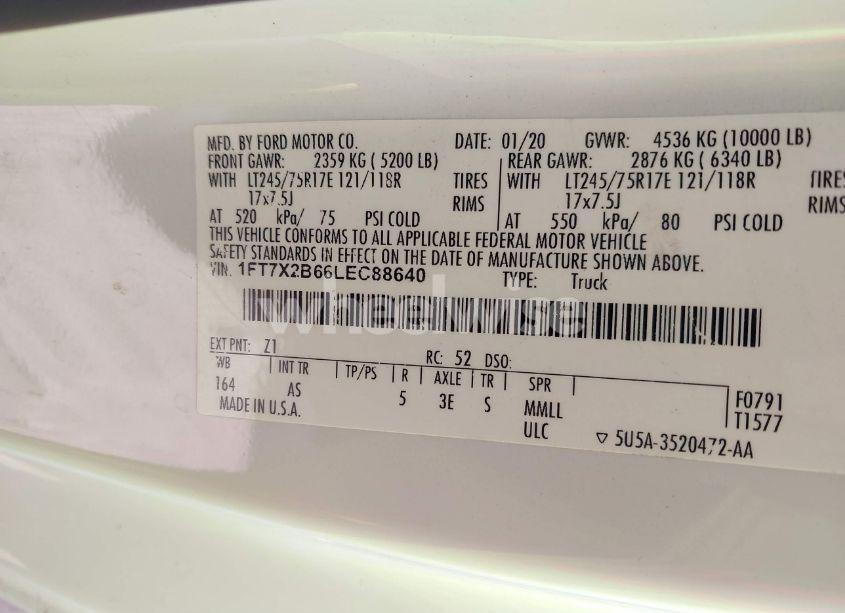 MFD. BY FORD MOTOR CO. DATE: 01/20 GVWR: 4536 KG (10000 LB)
FRONT GAWR: 2359 KG ( 5200 LB) REAR GAWR: 2876 KG ( 6340 LB)
WITH LT245/75R17E 121/118R TIRES WITH LT245/75R17E 121/118R TIRES
17x7.5J RIMS 17x7.5J RIMS
AT 520 kPa/ 75 PSI COLD AT 550 kPa/ 80 PSI COLD
THIS VEHICLE CONFORMS TO ALL APPLICABLE FEDERAL MOTOR VEHICLE
SAFETY STANDARDS IN EFFECT ON THE DATE OF MANUFACTURE SHOWN ABOVE.
VIN: 1FT7X2B66LEC88640 TYPE: Truck
wheelwise
EXT PNT: Z1 RC: 52 DSO:
WB INT TR TP/PS R AXLE TR SPR F0791
164 AS 5 3E S MMLL T1577
MADE IN U.S.A. ULC ▽ 5U5A-3520472-AA